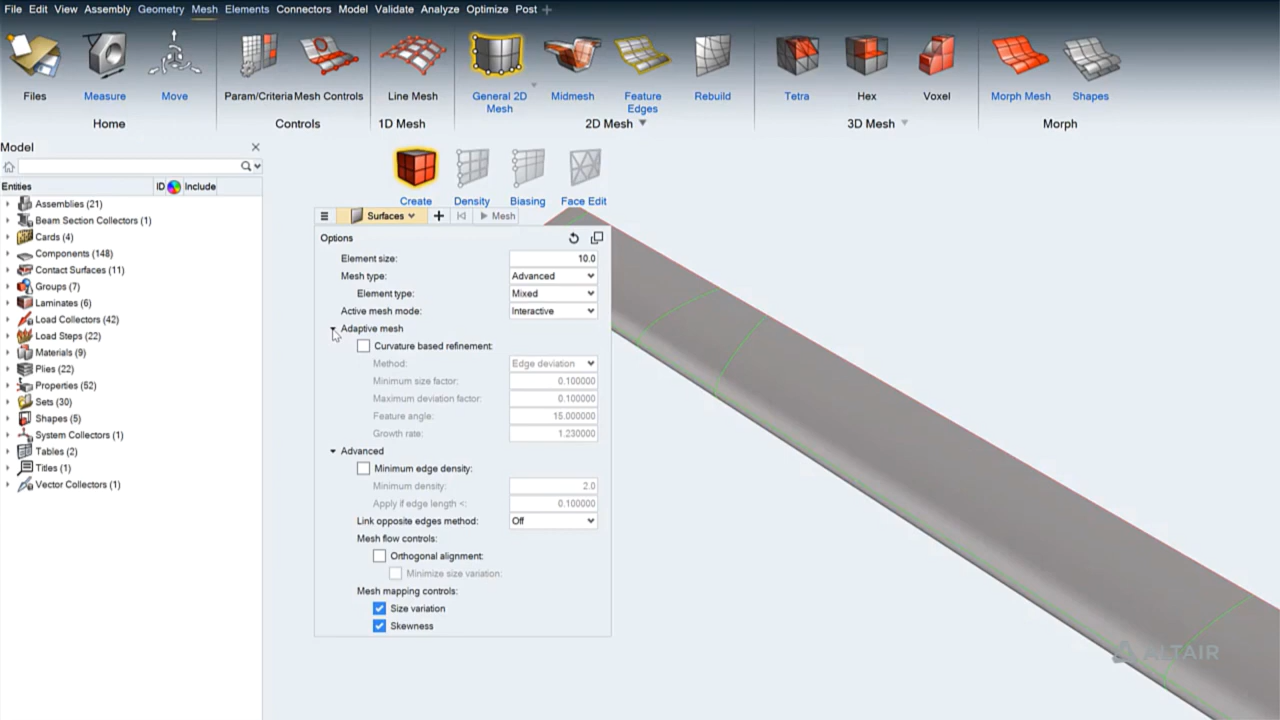 File Edit View Assembly Geometry Mesh Elements Connectors Model Validate Analyze Optimize Post
Files Measure Move Param/Criteria Mesh Controls Line Mesh General 2D Mesh Midmesh Feature Edges Rebuild Tetra Hex Voxel Morph Mesh Shapes
Home Controls 1D Mesh 2D Mesh 3D Mesh Morph
Model
Entities ID Include
Assemblies (21)
Beam Section Collectors (1)
Cards (4)
Components (148)
Contact Surfaces (11)
Groups (7)
Laminates (6)
Load Collectors (42)
Load Steps (22)
Materials (9)
Plies (22)
Properties (52)
Sets (30)
Shapes (5)
System Collectors (1)
Tables (2)
Titles (1)
Vector Collectors (1)
Create Density Biasing Face Edit
Surfaces Mesh
Options
Element size: 10.0
Mesh type: Advanced
Element type: Mixed
Active mesh mode: Interactive
Adaptive mesh
Curvature based refinement:
Method: Edge deviation
Minimum size factor: 0.100000
Maximum deviation factor: 0.100000
Feature angle: 15.000000
Growth rate: 1.230000
Advanced
Minimum edge density:
Minimum density: 2.0
Apply if edge length <: 0.100000
Link opposite edges method: Off
Mesh flow controls:
Orthogonal alignment:
Minimize size variation:
Mesh mapping controls:
Size variation
Skewness
ALTAIR